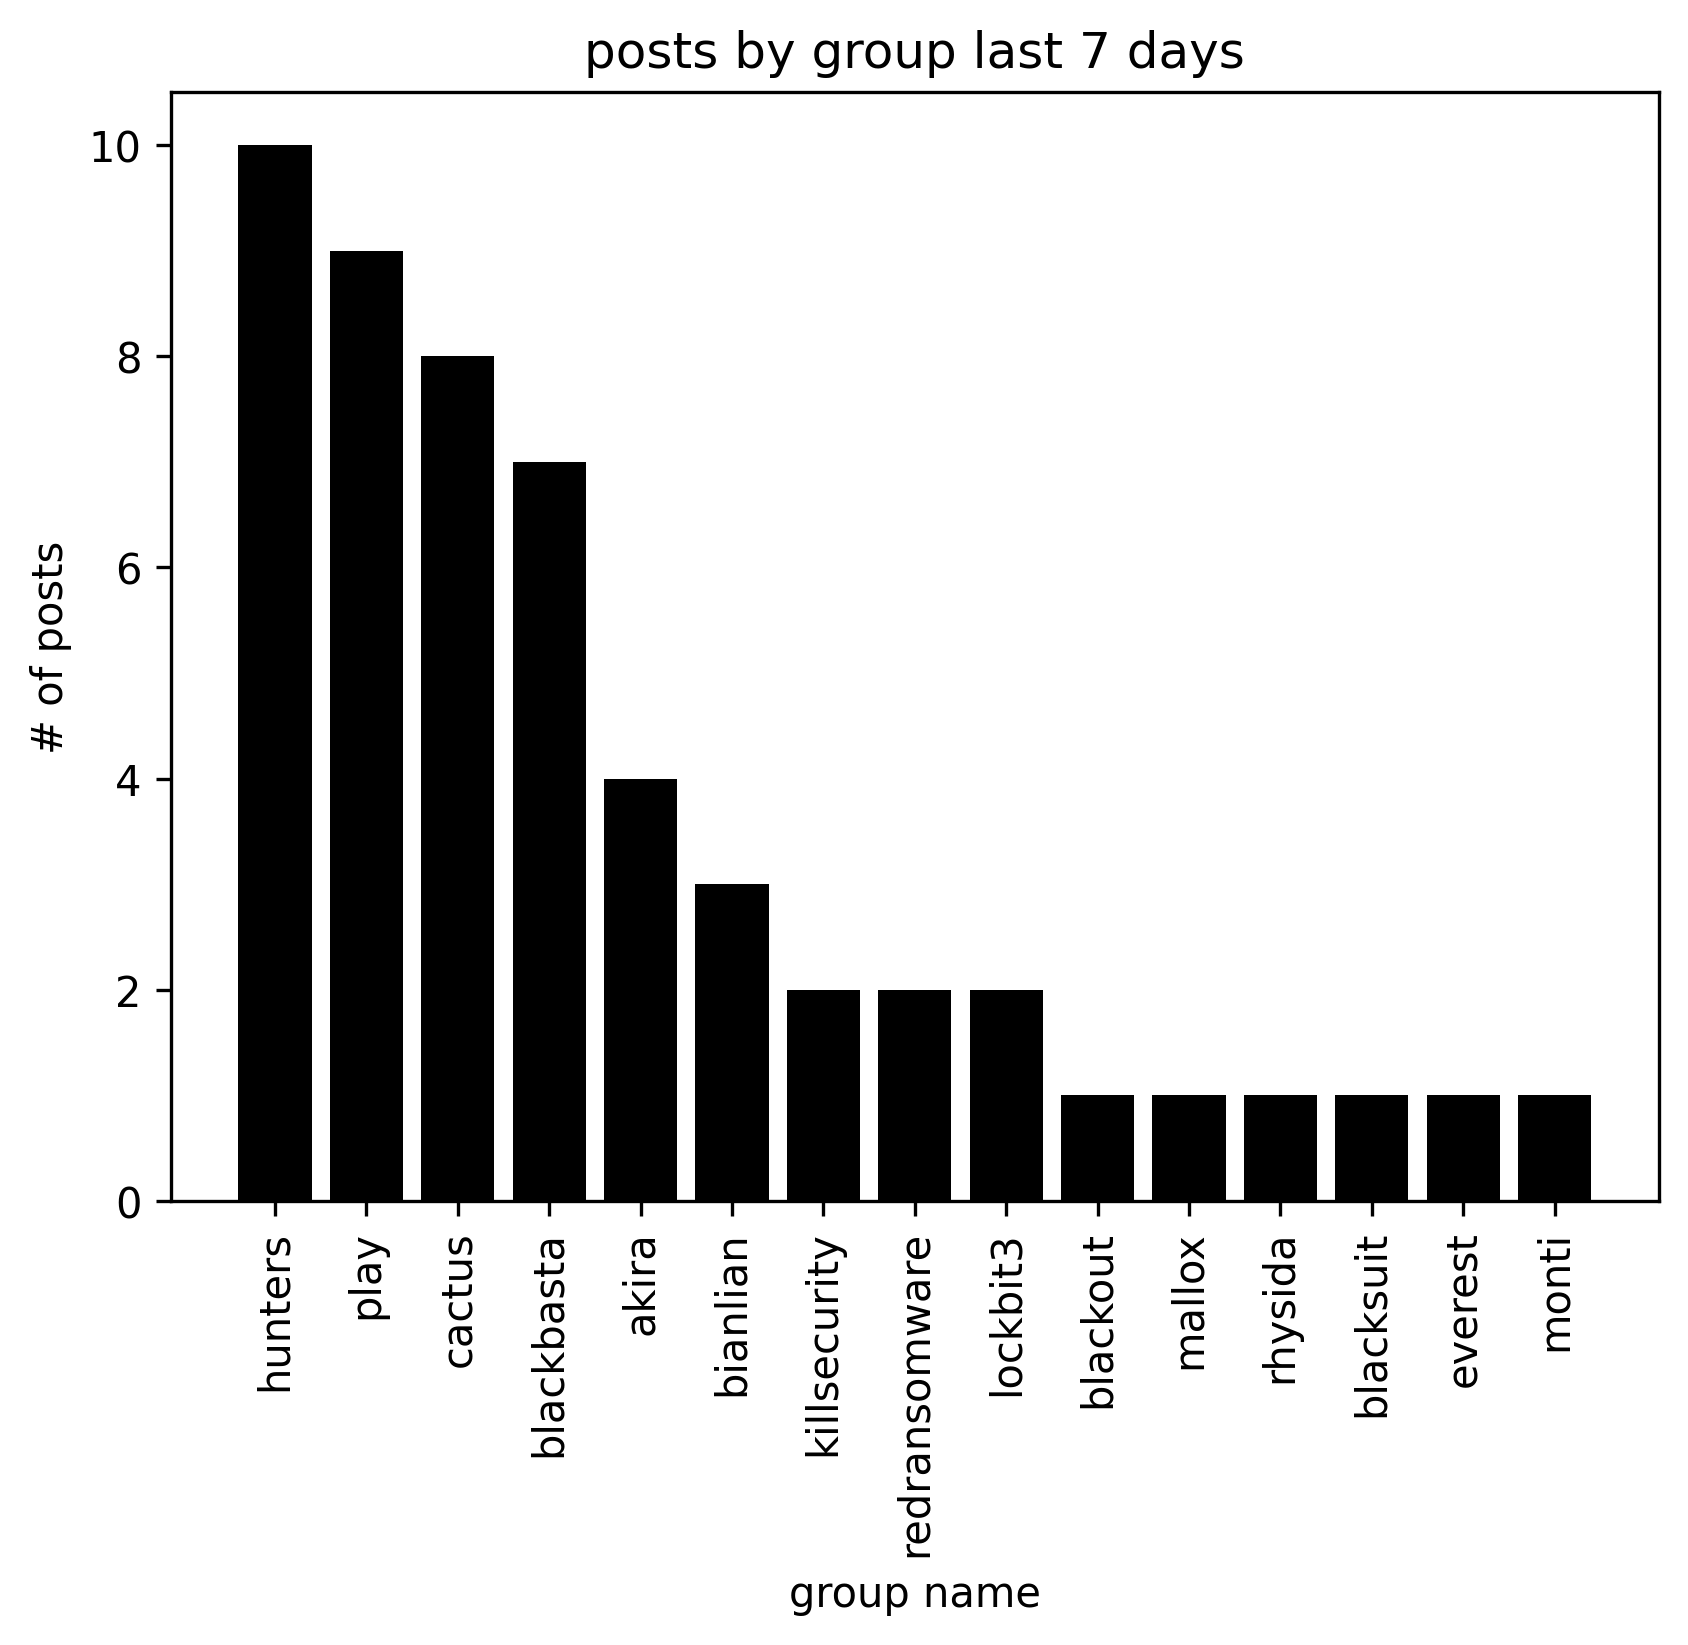 posts by group last 7 days
# of posts
10
8
6
4
2
0
hunters
play
cactus
blackbasta
akira
bianlian
killsecurity
redransomware
lockbit3
blackout
mallox
rhysida
blacksuit
everest
monti
group name